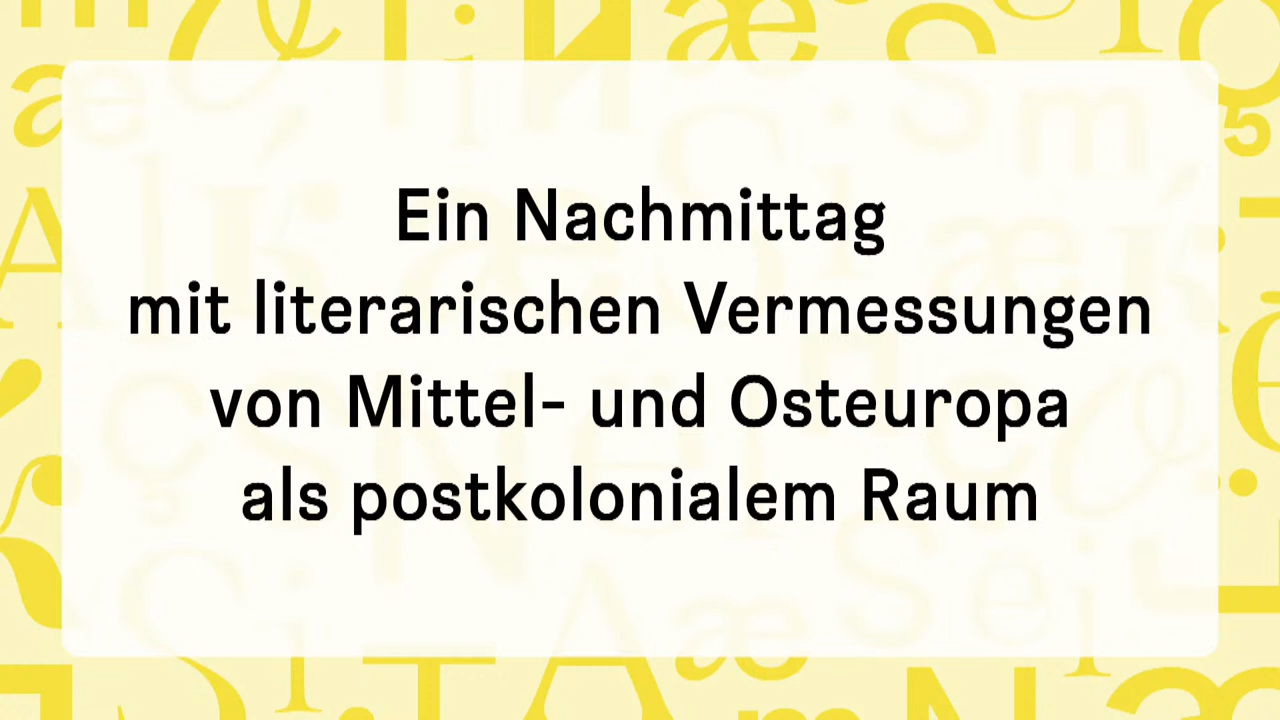 Ein Nachmittag
mit literarischen Vermessungen
von Mittel- und Osteuropa
als postkolonialem Raum